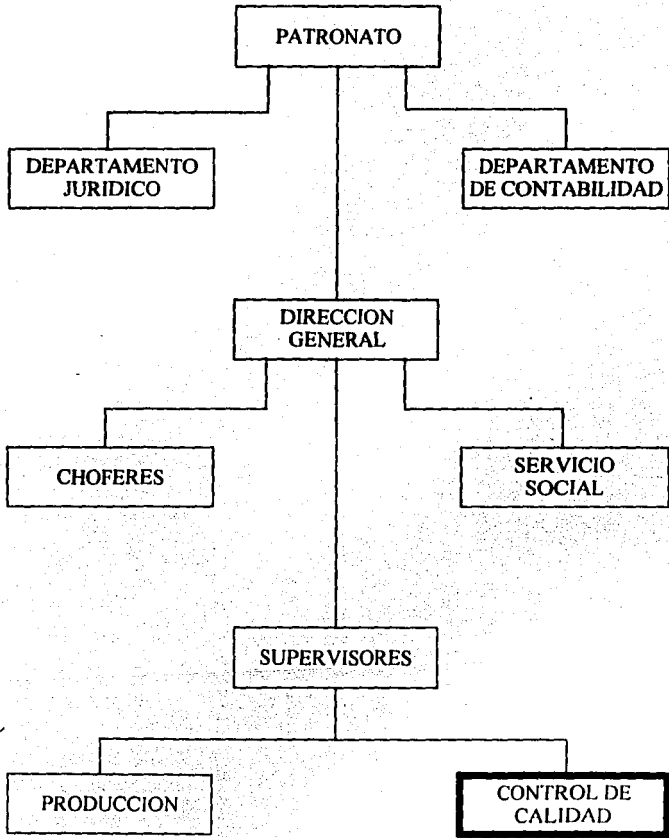 PATRONATO
DEPARTAMENTO
JURIDICO
DEPARTAMENTO
DE CONTABILIDAD
DIRECCION
GENERAL
CHOFERES
SERVICIO
SOCIAL
SUPERVISORES
PRODUCCION
CONTROL DE
CALIDAD